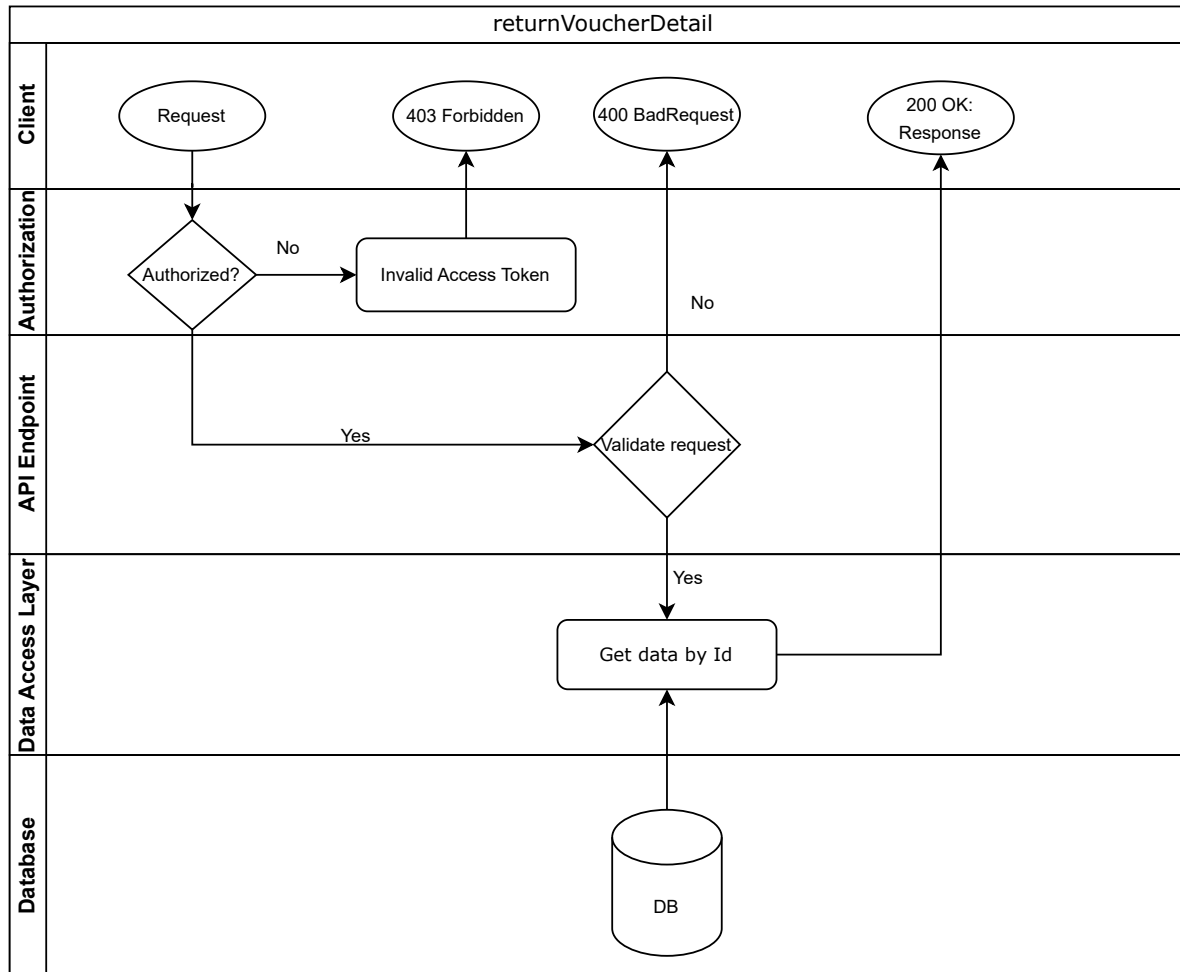 returnVoucherDetail
Client
Request
403 Forbidden
400 BadRequest
200 OK:
Response
Authorization
Authorized?
No
Invalid Access Token
No
API Endpoint
Yes
Validate request
Data Access Layer
Yes
Get data by Id
Database
DB